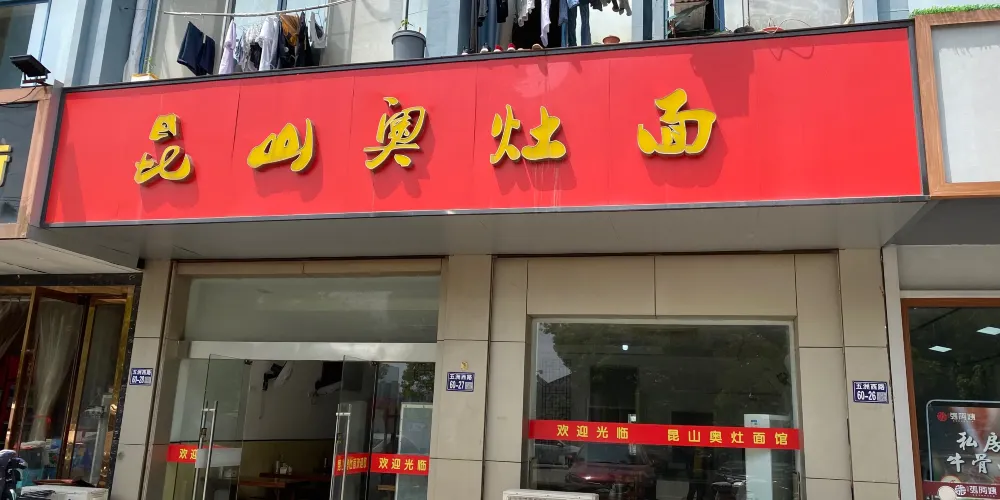 昆山奥灶面
五洲西路
60-28
五洲西路
60-27
五洲西路
60-26
欢迎光临 昆山奥灶面馆
欢迎光临
欢
私房
牛骨